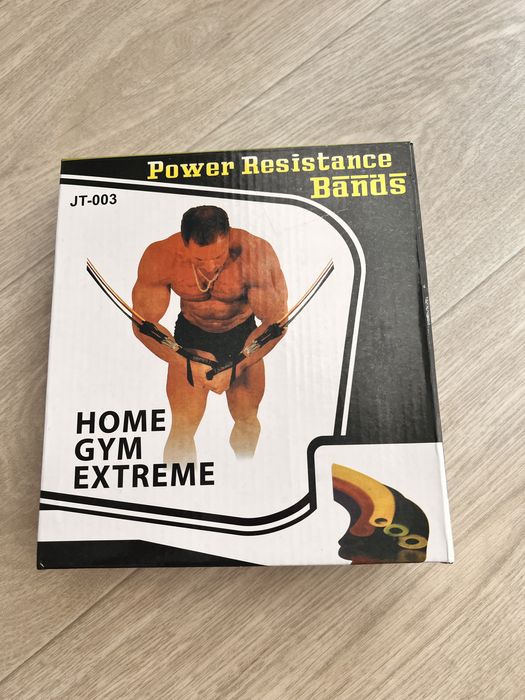 Power Resistance
Bands
JT-003
HOME
GYM
EXTREME